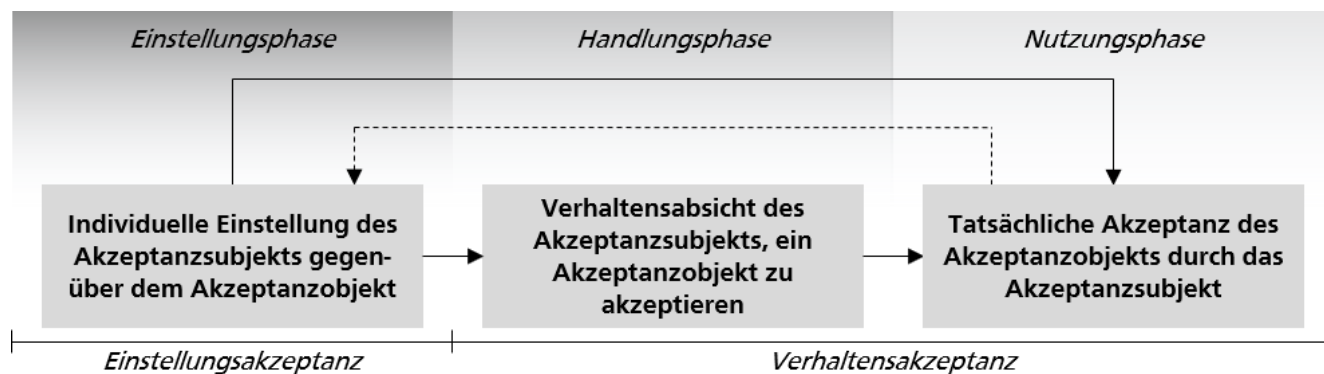 Einstellungsphase
Handlungsphase
Nutzungsphase
Individuelle Einstellung des
Akzeptanzsubjekts gegen-
über dem Akzeptanzobjekt
Verhaltensabsicht des
Akzeptanzsubjekts, ein
Akzeptanzobjekt zu
akzeptieren
Tatsächliche Akzeptanz des
Akzeptanzobjekts durch das
Akzeptanzsubjekt
Einstellungsakzeptanz
Verhaltensakzeptanz